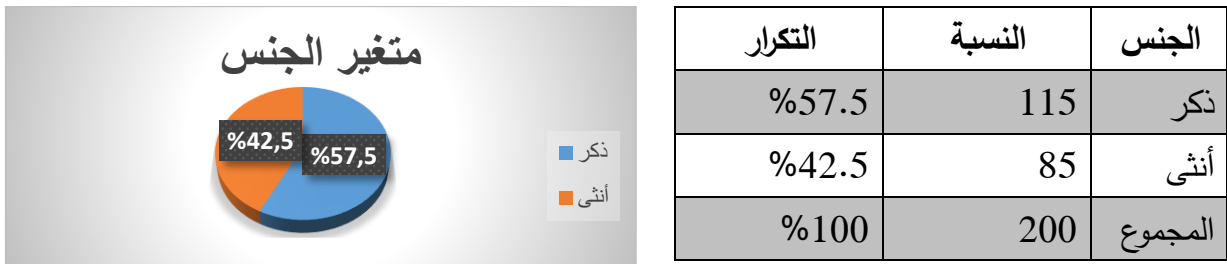 الجنس النسبة التكرار
ذكر 115 %57.5
أنثى 85 %42.5
المجموع 200 %100
متغير الجنس
%42,5
%57,5
ذكر
أنثى